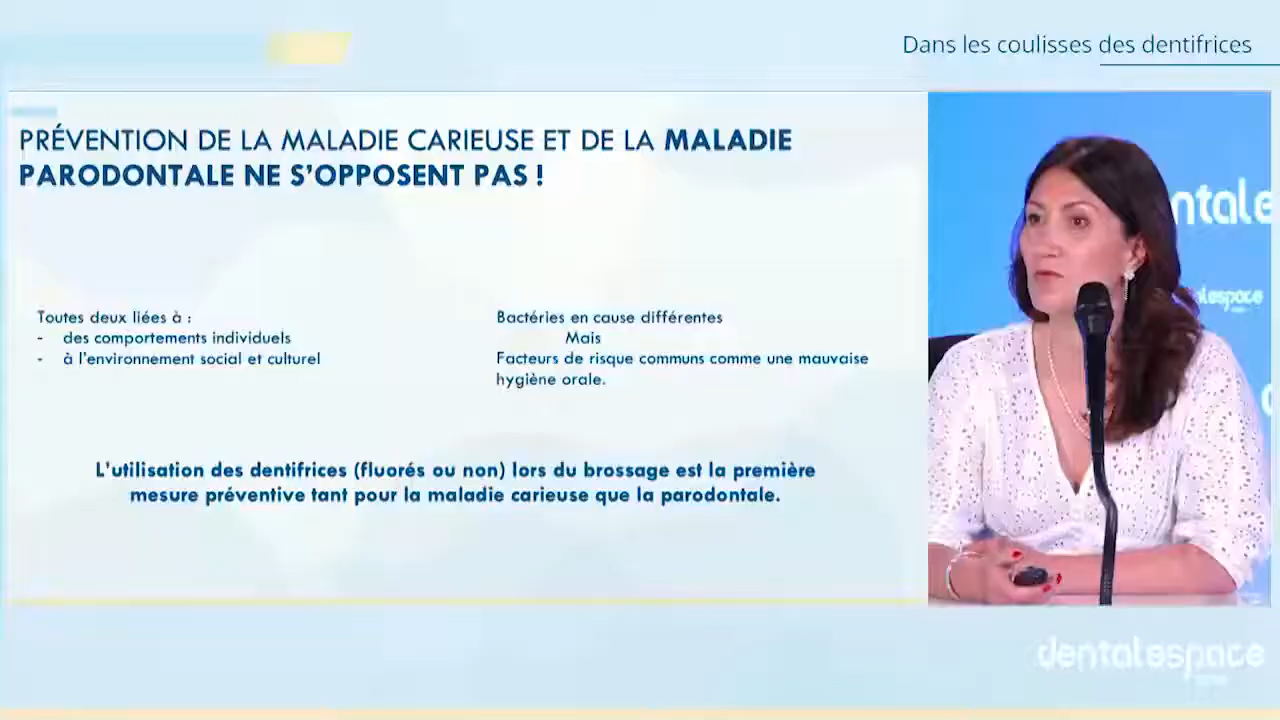 Dans les coulisses des dentifrices
PRÉVENTION DE LA MALADIE CARIEUSE ET DE LA MALADIE
PARODONTALE NE S'OPPOSENT PAS !
Toutes deux liées à :
- des comportements individuels
- à l'environnement social et culturel
Bactéries en cause différentes
Mais
Facteurs de risque communs comme une mauvaise
hygiène orale.
L'utilisation des dentifrices (fluorés ou non) lors du brossage est la première
mesure préventive tant pour la maladie carieuse que la parodontale.
ntale
talespace
dentalespace